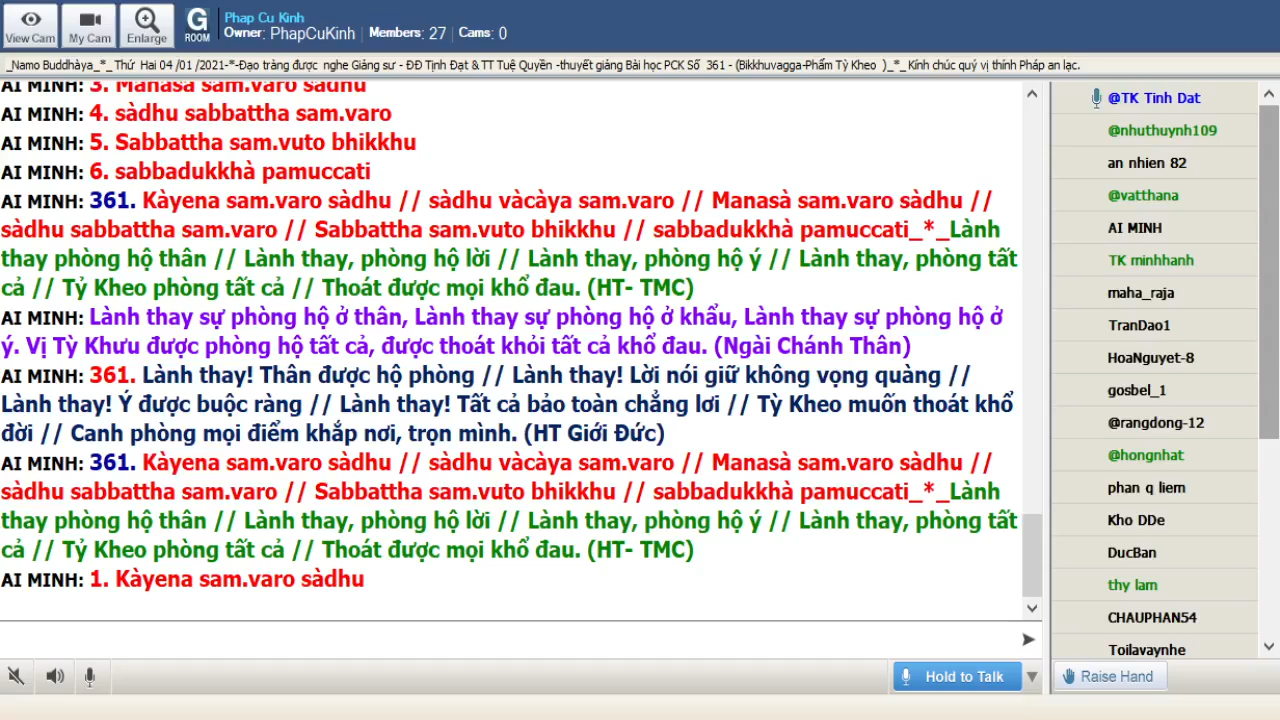 View Cam
My Cam
Enlarge
G
ROOM
Phap Cu Kinh
Owner: PhapCuKinh | Members: 27 | Cams: 0
_Namo Buddhàya_*_ Thứ Hai 04 /01 /2021-*-Đạo tràng được nghe Giảng sư - ĐĐ Tịnh Đạt & TT Tuệ Quyền -thuyết giảng Bài học PCK Số 361 - (Bikkhuvagga-Phẩm Tỳ Kheo )_*_ Kính chúc quý vị thính Pháp an lạc.
AI MINH: 3. Manasà sam.varo sàdhu
AI MINH: 4. sàdhu sabbattha sam.varo
AI MINH: 5. Sabbattha sam.vuto bhikkhu
AI MINH: 6. sabbadukkhà pamuccati
AI MINH: 361. Kàyena sam.varo sàdhu // sàdhu vàcàya sam.varo // Manasà sam.varo sàdhu //
sàdhu sabbattha sam.varo // Sabbattha sam.vuto bhikkhu // sabbadukkhà pamuccati_*_Lành
thay phòng hộ thân // Lành thay, phòng hộ lời // Lành thay, phòng hộ ý // Lành thay, phòng tất
cả // Tỷ Kheo phòng tất cả // Thoát được mọi khổ đau. (HT- TMC)
AI MINH: Lành thay sự phòng hộ ở thân, Lành thay sự phòng hộ ở khẩu, Lành thay sự phòng hộ ở
ý. Vị Tỳ Khưu được phòng hộ tất cả, được thoát khỏi tất cả khổ đau. (Ngài Chánh Thân)
AI MINH: 361. Lành thay! Thân được hộ phòng // Lành thay! Lời nói giữ không vọng quàng //
Lành thay! Ý được buộc ràng // Lành thay! Tất cả bảo toàn chẳng lơi // Tỳ Kheo muốn thoát khổ
đời // Canh phòng mọi điểm khắp nơi, trọn mình. (HT Giới Đức)
AI MINH: 361. Kàyena sam.varo sàdhu // sàdhu vàcàya sam.varo // Manasà sam.varo sàdhu //
sàdhu sabbattha sam.varo // Sabbattha sam.vuto bhikkhu // sabbadukkhà pamuccati_*_Lành
thay phòng hộ thân // Lành thay, phòng hộ lời // Lành thay, phòng hộ ý // Lành thay, phòng tất
cả // Tỷ Kheo phòng tất cả // Thoát được mọi khổ đau. (HT- TMC)
AI MINH: 1. Kàyena sam.varo sàdhu
@TK Tinh Dat
@nhuthuynh109
an nhien 82
@vatthana
AI MINH
TK minhhanh
maha_raja
TranDao1
HoaNguyet-8
gosbel_1
@rangdong-12
@hongnhat
phan q liem
Kho DDe
DucBan
thy lam
CHAUPHAN54
Toilavaynhe
Hold to Talk
Raise Hand